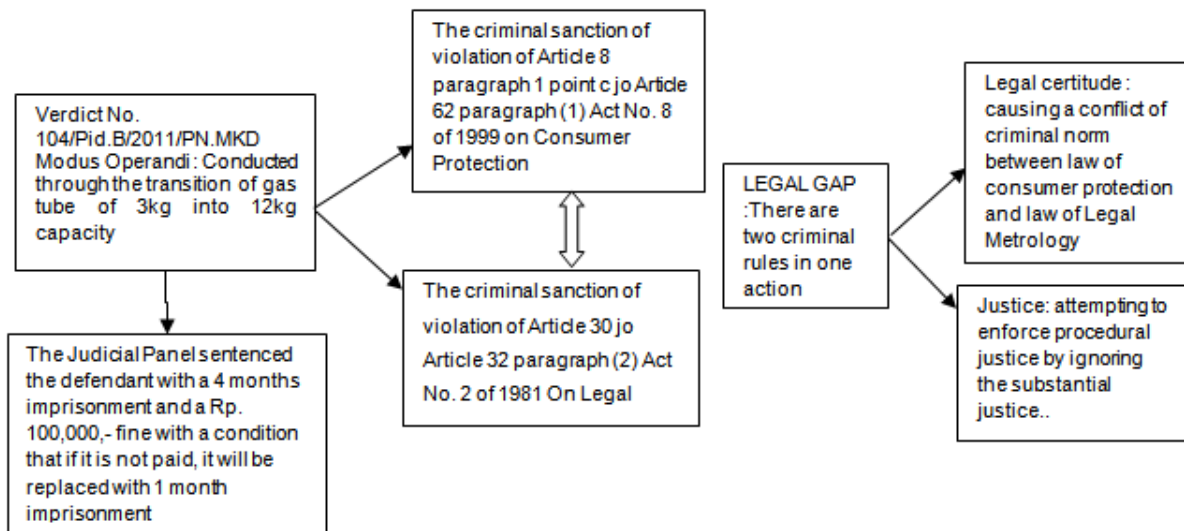 Verdict No.
104/Pid.B/2011/PN.MKD
Modus Operandi : Conducted
through the transition of gas
tube of 3kg into 12kg
capacity
The Judicial Panel sentenced
the defendant with a 4 months
imprisonment and a Rp.
100,000,- fine with a condition
that if it is not paid, it will be
replaced with 1 month
imprisonment
The criminal sanction of
violation of Article 8
paragraph 1 point c jo Article
62 paragraph (1) Act No. 8
of 1999 on Consumer
Protection
The criminal sanction of
violation of Article 30 jo
Article 32 paragraph (2) Act
No. 2 of 1981 On Legal
LEGAL GAP
:There are
two criminal
rules in one
action
Legal certitude :
causing a conflict of
criminal norm
between law of
consumer protection
and law of Legal
Metrology
Justice: attempting to
enforce procedural
justice by ignoring
the substantial
justice..